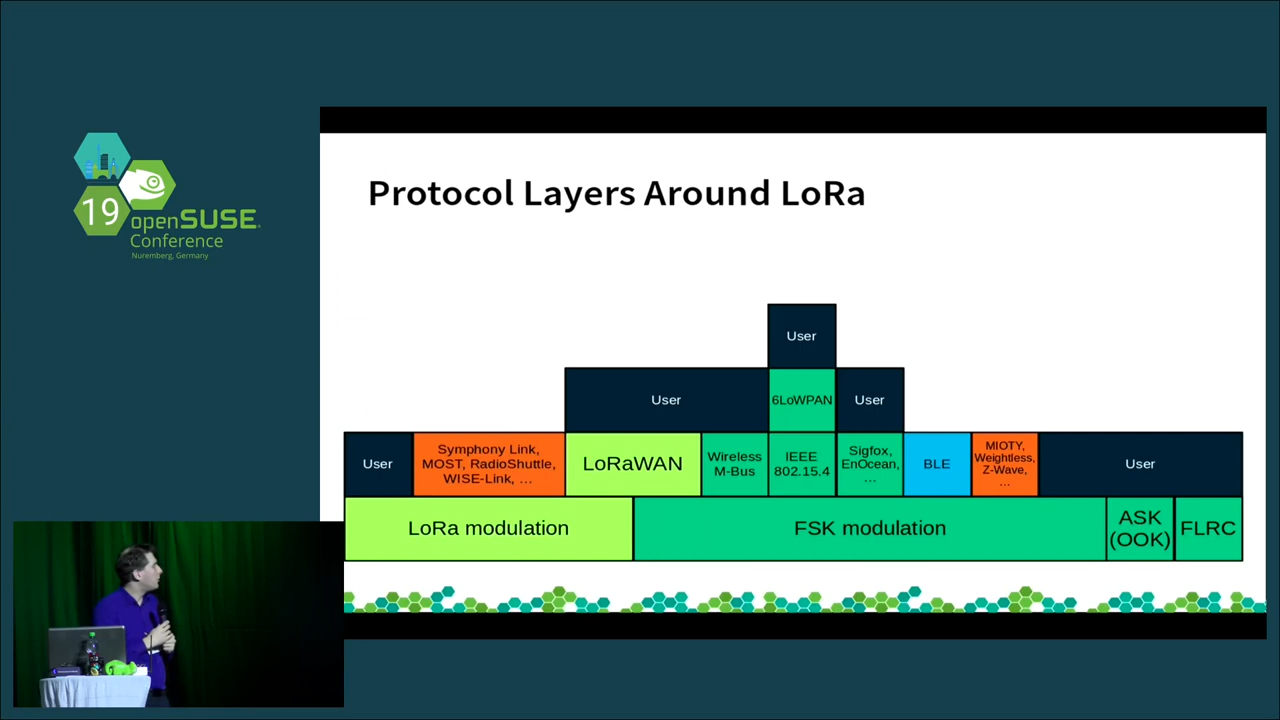 19
openSUSE
Conference
Nuremberg, Germany
Protocol Layers Around LoRa
User
User
6LoWPAN
User
User
Symphony Link,
MOST, RadioShuttle,
WISE-Link, ...
LoRaWAN
Wireless
M-Bus
IEEE
802.15.4
Sigfox,
EnOcean,
...
BLE
MIOTY,
Weightless,
Z-Wave,
...
User
LoRa modulation
FSK modulation
ASK
(OOK)
FLRC